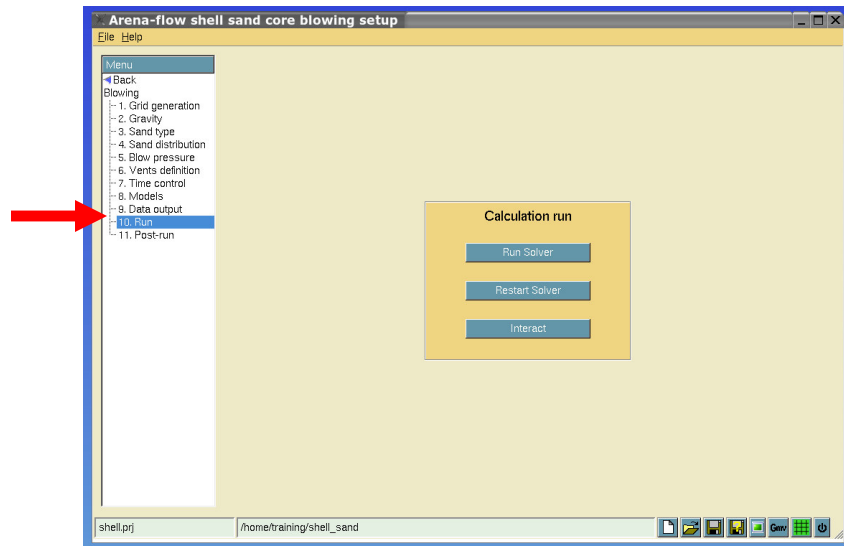 Arena-flow shell sand core blowing setup
File Help
Menu
Back
Blowing
1. Grid generation
2. Gravity
3. Sand type
4. Sand distribution
5. Blow pressure
6. Vents definition
7. Time control
8. Models
9. Data output
10. Run
11. Post-run
Calculation run
Run Solver
Restart Solver
Interact
shell.prj /home/training/shell_sand Gmv